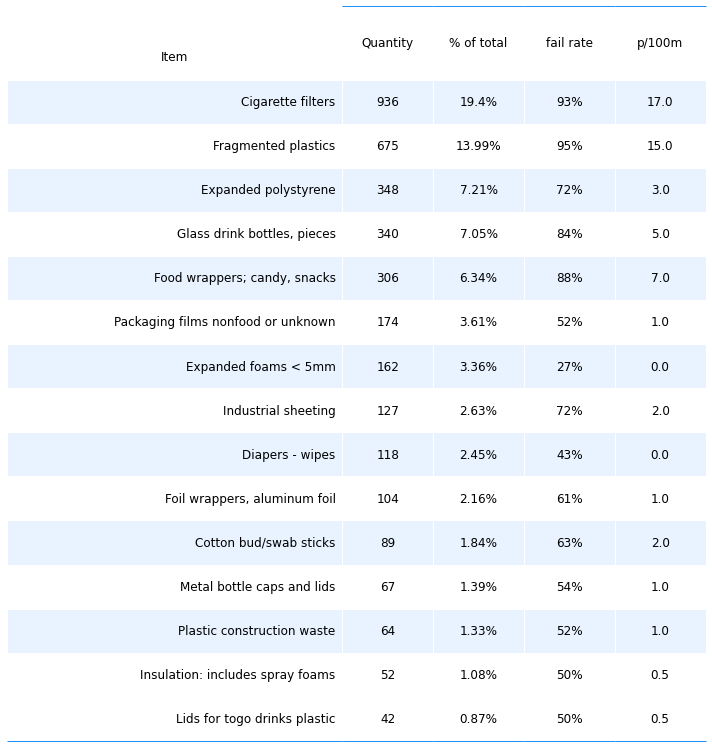 Item Quantity % of total fail rate p/100m
Cigarette filters 936 19.4% 93% 17.0
Fragmented plastics 675 13.99% 95% 15.0
Expanded polystyrene 348 7.21% 72% 3.0
Glass drink bottles, pieces 340 7.05% 84% 5.0
Food wrappers; candy, snacks 306 6.34% 88% 7.0
Packaging films nonfood or unknown 174 3.61% 52% 1.0
Expanded foams < 5mm 162 3.36% 27% 0.0
Industrial sheeting 127 2.63% 72% 2.0
Diapers - wipes 118 2.45% 43% 0.0
Foil wrappers, aluminum foil 104 2.16% 61% 1.0
Cotton bud/swab sticks 89 1.84% 63% 2.0
Metal bottle caps and lids 67 1.39% 54% 1.0
Plastic construction waste 64 1.33% 52% 1.0
Insulation: includes spray foams 52 1.08% 50% 0.5
Lids for togo drinks plastic 42 0.87% 50% 0.5